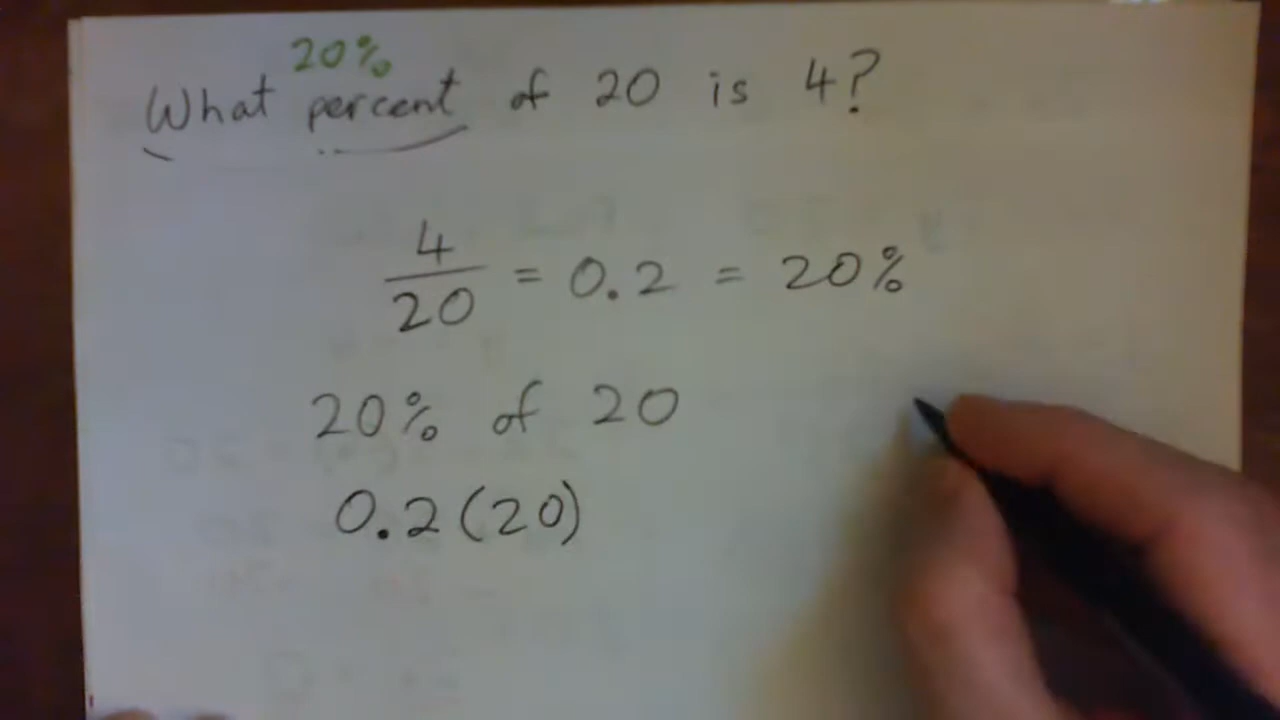 20%
What percent of 20 is 4?
4/20 = 0.2 = 20%
20% of 20
0.2(20)